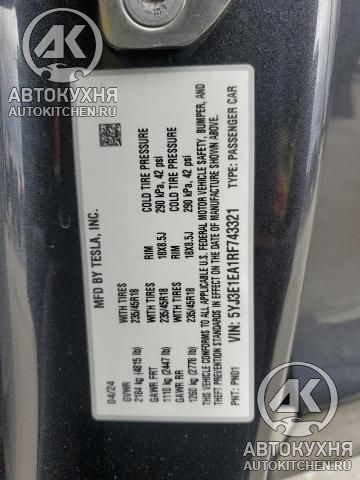 AK
АВТОКУХНЯ
MFD BY TESLA, INC.
04/24
GVWR
2184 kg (4815 lb)
GAWR FRT
1110 kg (2447 lb)
GAWR RR
1260 kg (2778 lb)
WITH TIRES
235/45R18
WITH TIRES
235/45R18
WITH TIRES
235/45R18
RIM
18X8.5J
RIM
18X8.5J
COLD TIRE PRESSURE
290 kPa, 42 psi
COLD TIRE PRESSURE
290 kPa, 42 psi
THIS VEHICLE CONFORMS TO ALL APPLICABLE U.S. FEDERAL MOTOR VEHICLE SAFETY, BUMPER, AND
THEFT PREVENTION STANDARDS IN EFFECT ON THE DATE OF MANUFACTURE SHOWN ABOVE.
VIN: 5YJ3E1EA1RF743321
TYPE: PASSENGER CAR
PNT: PN01
AK
АВТОКУХНЯ
avtokuhnya.com